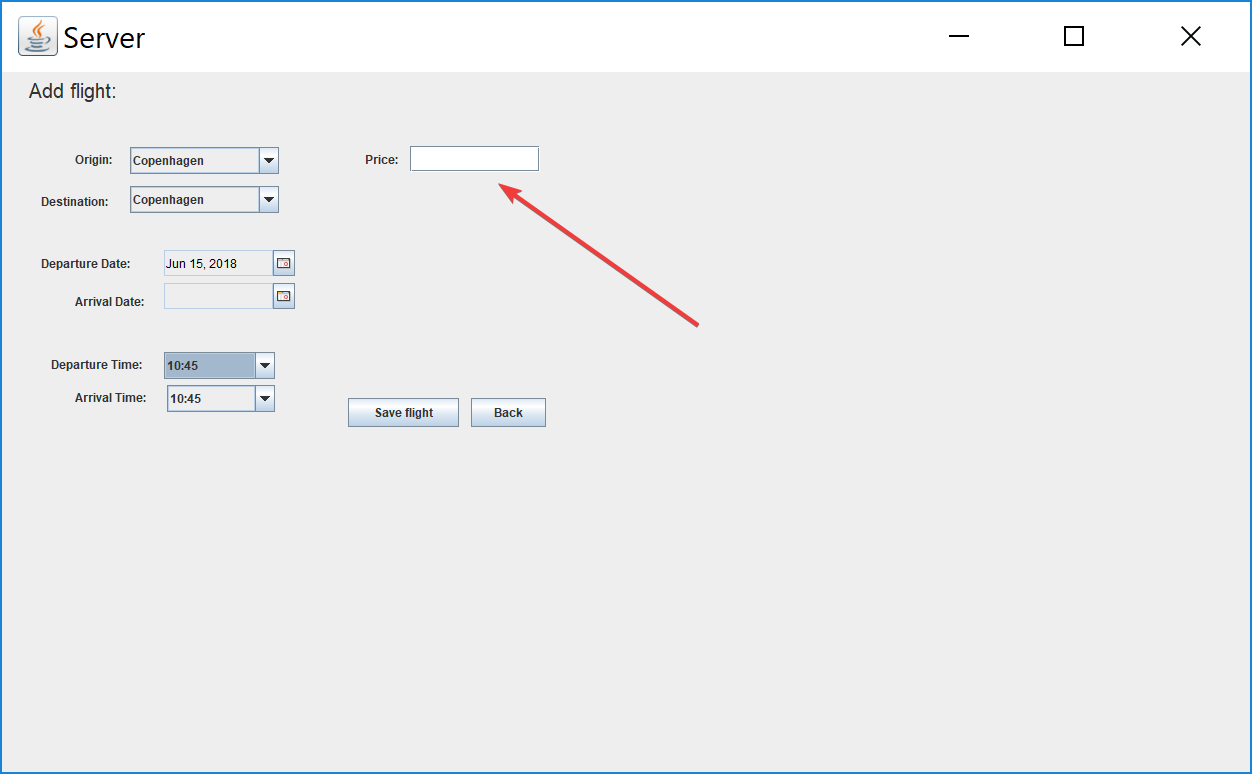 Server
Add flight:
Origin: Copenhagen Price:
Destination: Copenhagen
Departure Date: Jun 15, 2018
Arrival Date:
Departure Time: 10:45
Arrival Time: 10:45
Save flight Back